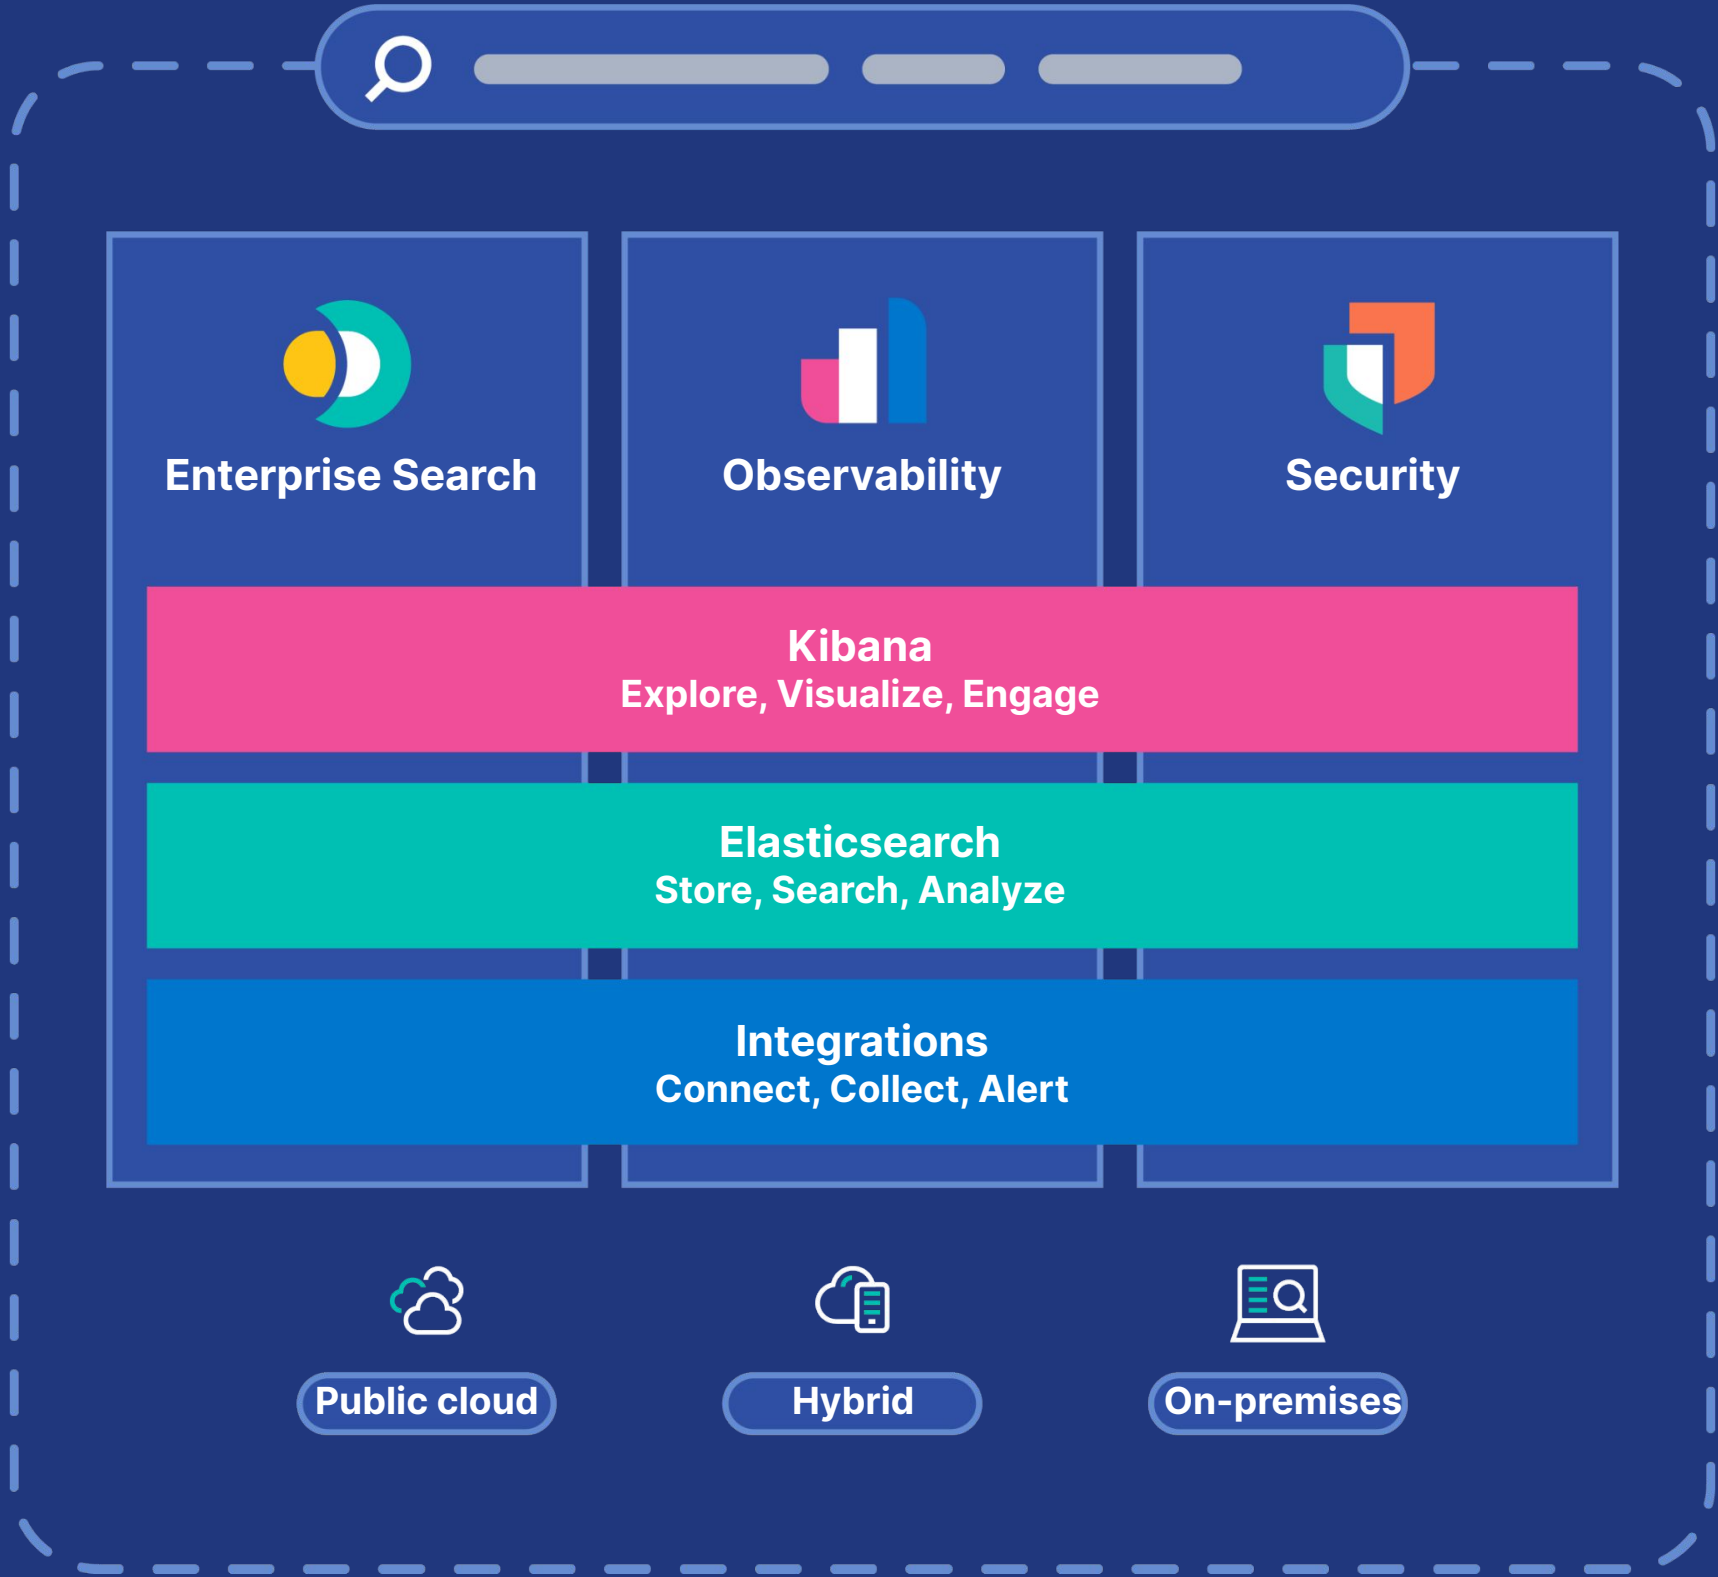 Enterprise Search
Observability
Security
Kibana
Explore, Visualize, Engage
Elasticsearch
Store, Search, Analyze
Integrations
Connect, Collect, Alert
Public cloud
Hybrid
On-premises